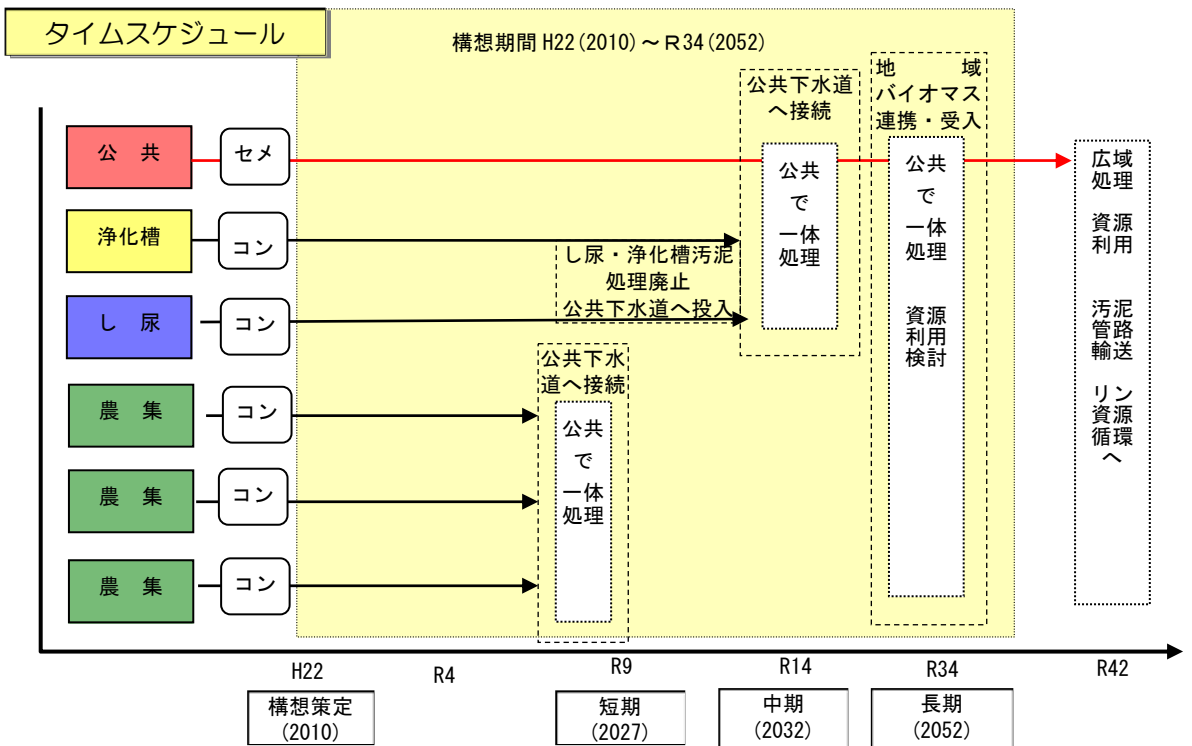 タイムスケジュール
構想期間 H22(2010)~R34(2052)
公 共
セメ
浄化槽
コン
し 尿
コン
農 集
コン
農 集
コン
農 集
コン
し尿・浄化槽汚泥
処理廃止
公共下水道へ投入
公共下水
道へ接続
公共
で
一体
処理
公共下水道
へ接続
公共
で
一体
処理
地 域
バイオマス
連携・受入
公共
で
一体
処理
資源
利用
検討
広域
処理
資源
利用
汚泥
管路
輸送
リン
資源
循環
へ
H22
R4
R9
R14
R34
R42
構想策定
(2010)
短期
(2027)
中期
(2032)
長期
(2052)